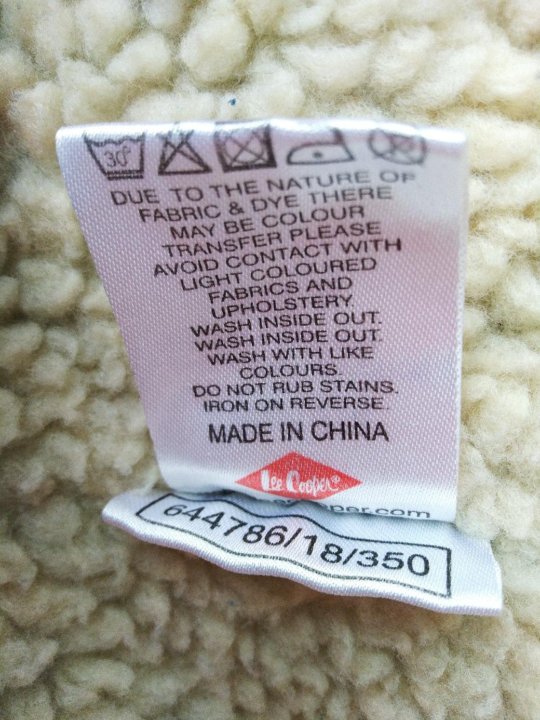 30°
DUE TO THE NATURE OF
FABRIC & DYE THERE
MAY BE COLOUR
TRANSFER PLEASE
AVOID CONTACT WITH
LIGHT COLOURED
FABRICS AND
UPHOLSTERY
WASH INSIDE OUT.
WASH INSIDE OUT.
WASH WITH LIKE
COLOURS.
DO NOT RUB STAINS.
IRON ON REVERSE.
MADE IN CHINA
Lee Cooper®
per.com
644786/18/350